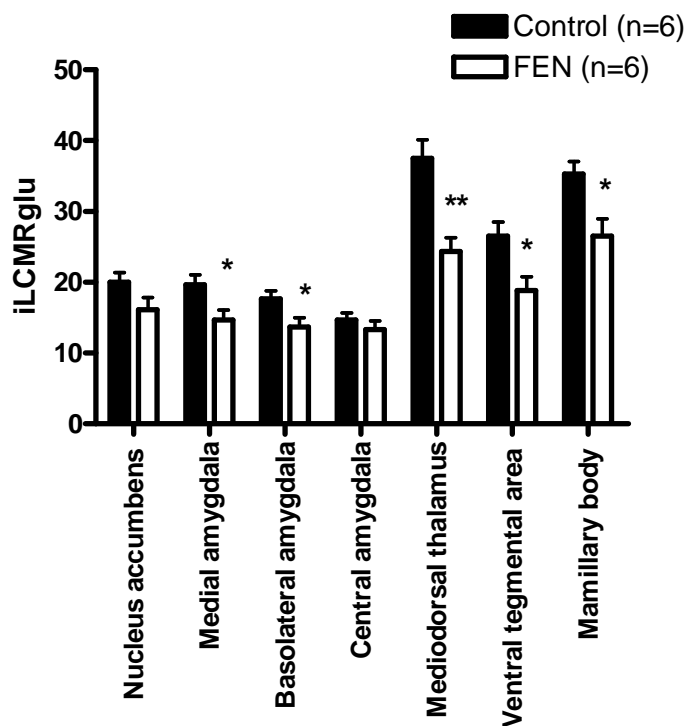 Control (n=6)
FEN (n=6)
50
40
30
20
10
0
iLCMRglu
*
*
**
*
*
Nucleus accumbens
Medial amygdala
Basolateral amygdala
Central amygdala
Mediodorsal thalamus
Ventral tegmental area
Mamillary body